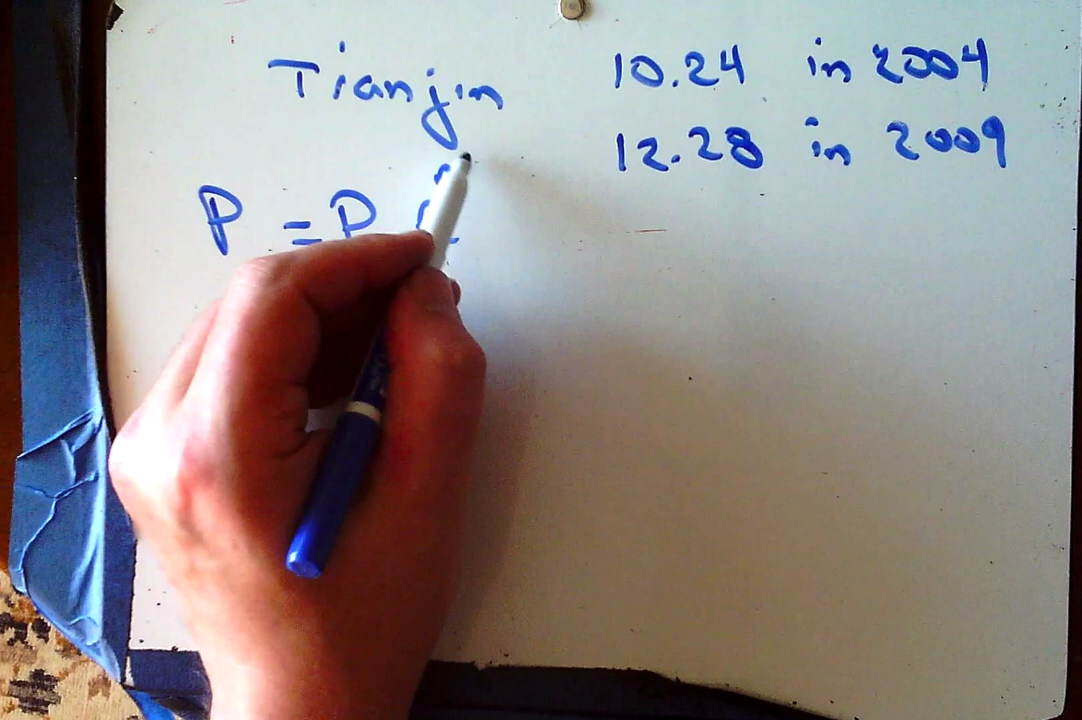 Tianjin 10.24 in 2004
12.28 in 2009
P = P